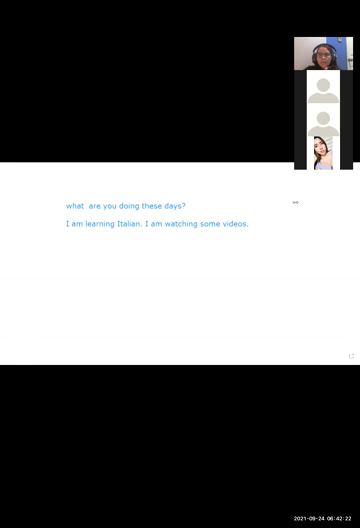 what  are you doing these days?
I am learning Italian. I am watching some videos.
2021-09-24 06:42:22